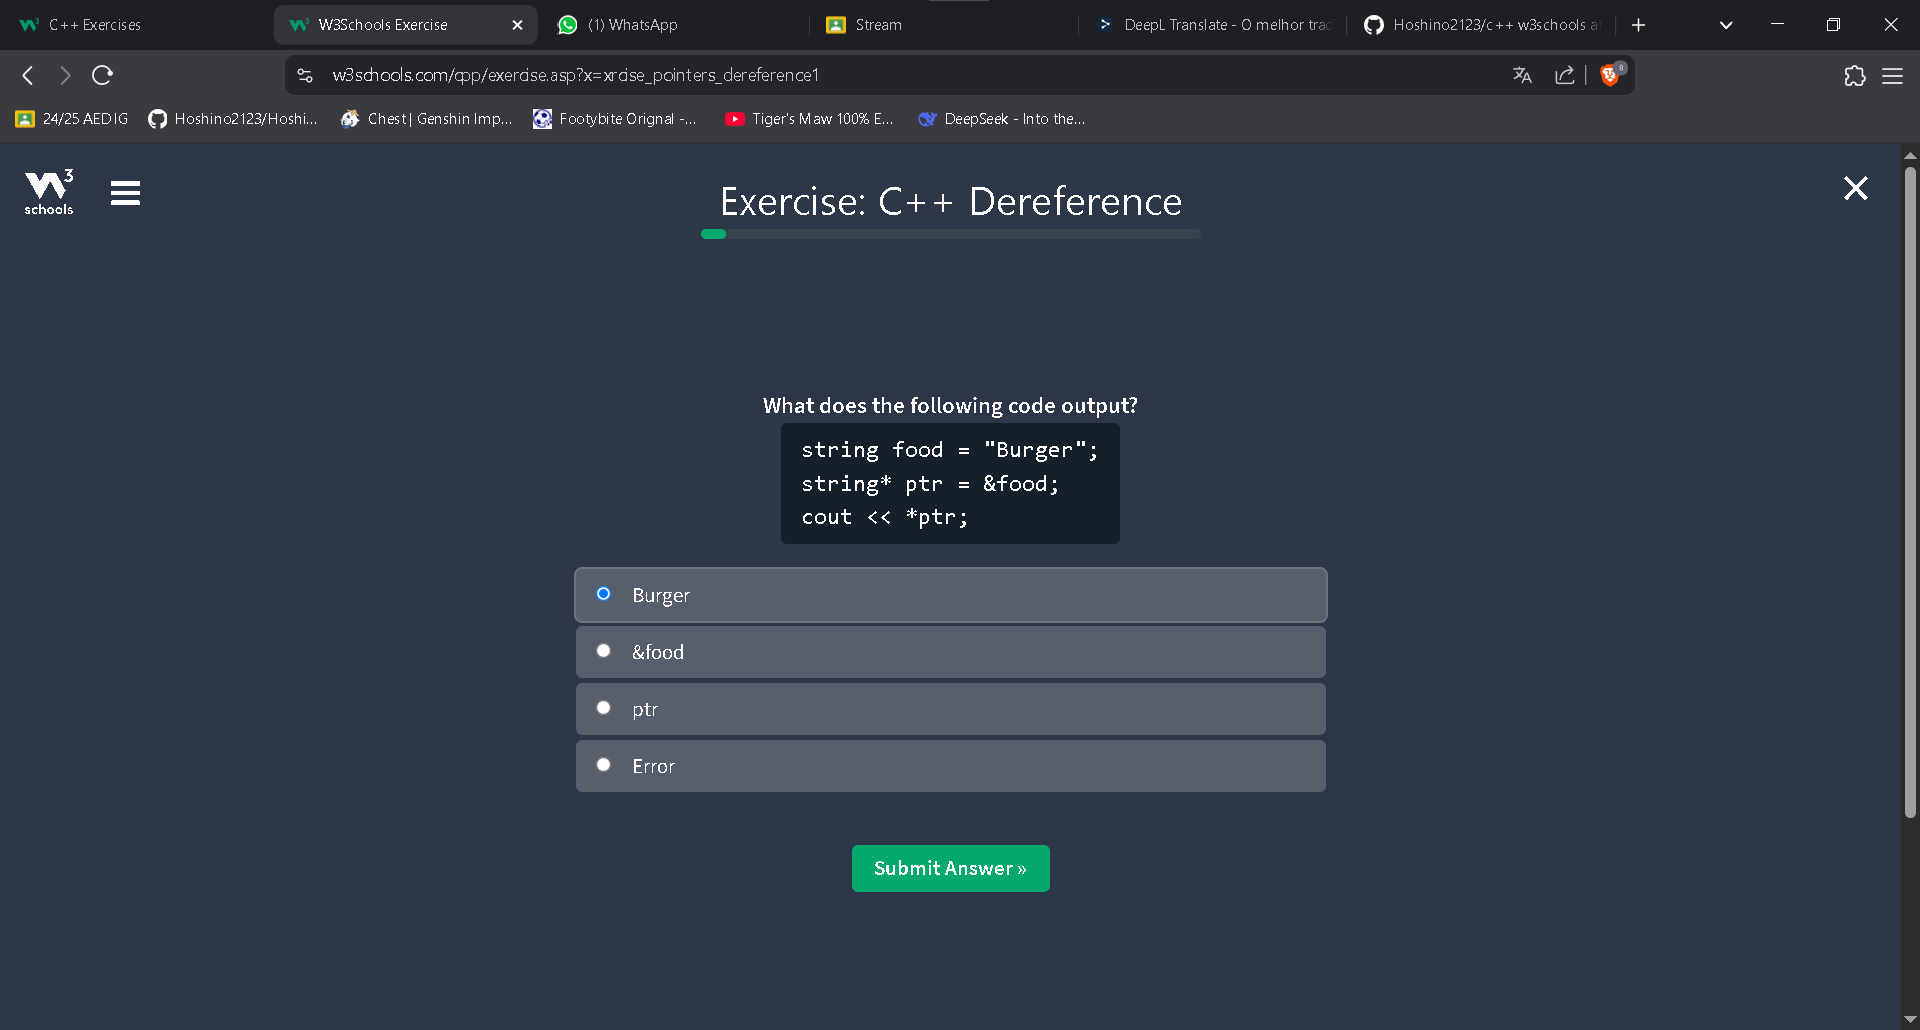 C++ Exercises
W3Schools Exercise
(1) WhatsApp
Stream
DeepL Translate - O melhor trad
Hoshino2123/c++ w3schools a
w3schools.com/cpp/exercise.asp?x=xrcise_pointers_dereference1
24/25 AEDIG
Hoshino2123/Hoshi...
Chest | Genshin Imp...
Footybite Orignal -...
Tiger's Maw 100% E...
DeepSeek - Into the...
W3
schools
Exercise: C++ Dereference
What does the following code output?
string food = "Burger";
string* ptr = &food;
cout << *ptr;
Burger
&food
ptr
Error
Submit Answer »